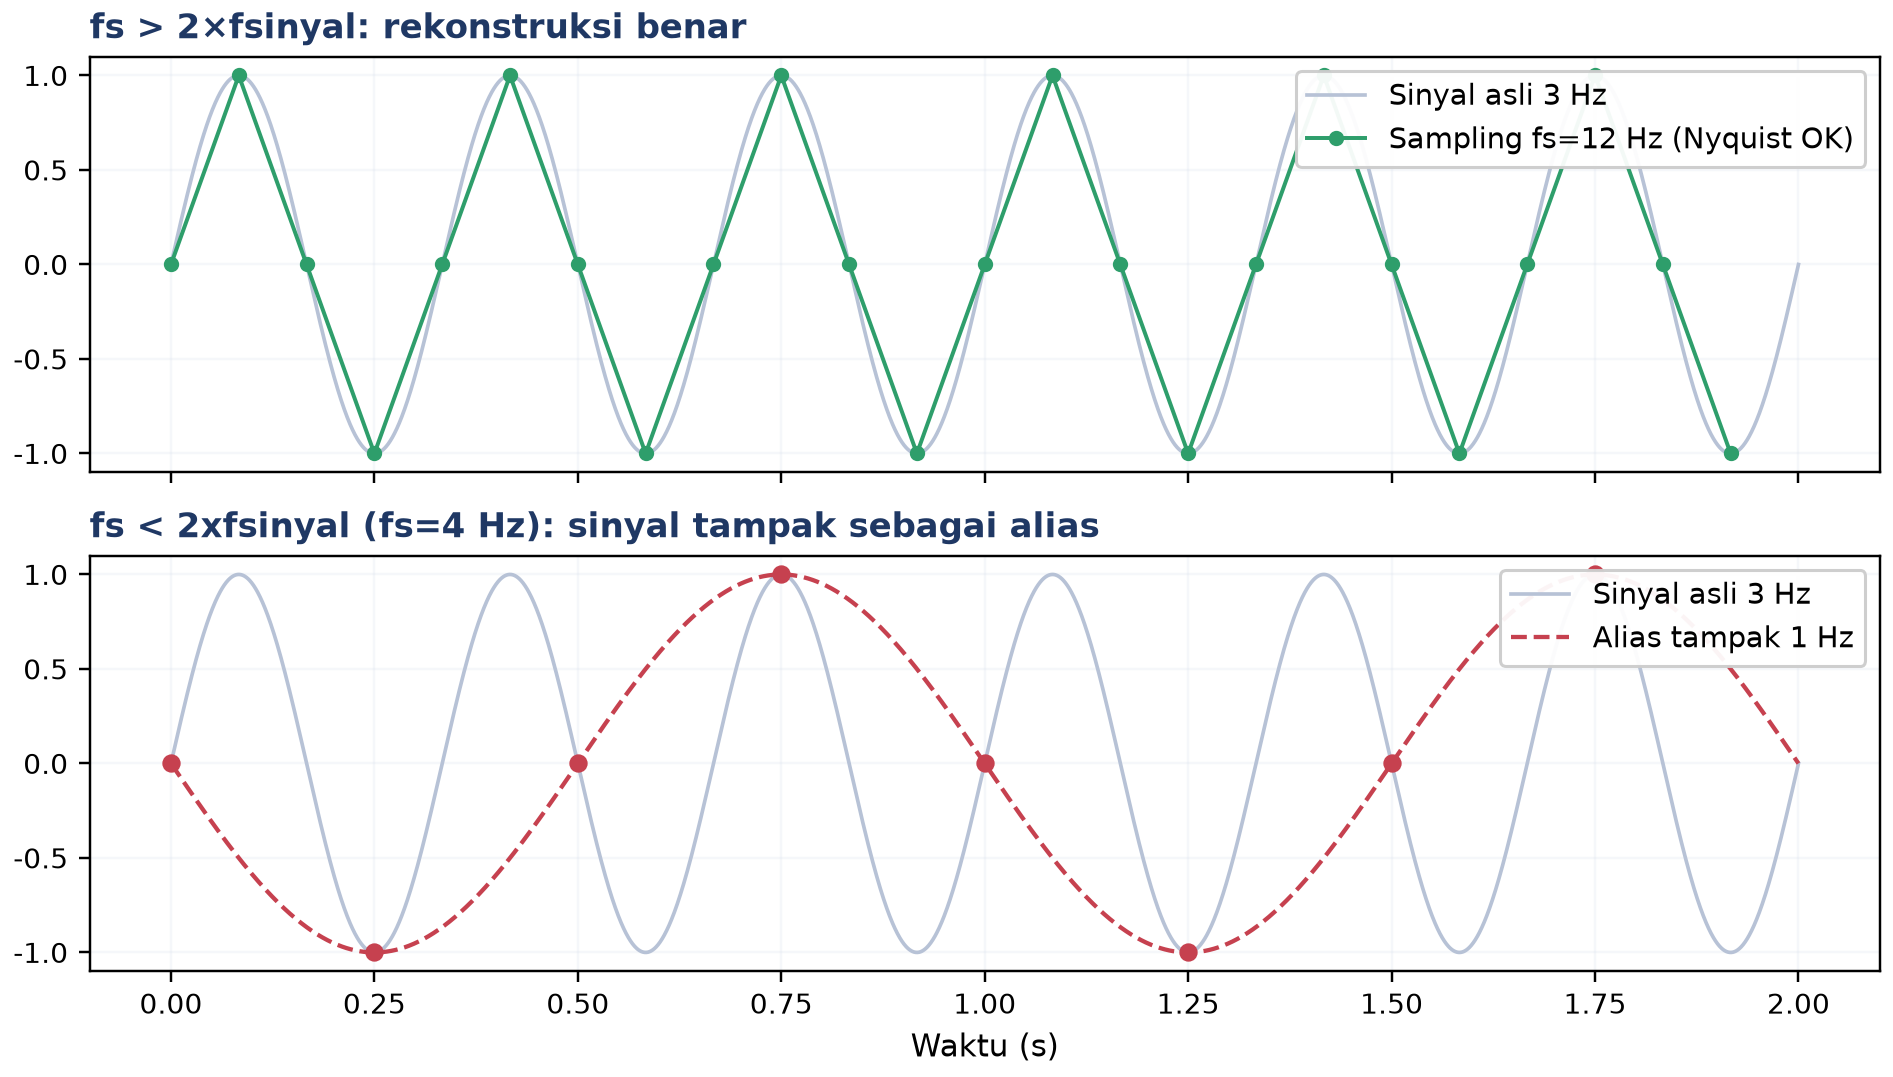 fs > 2×fsinyal: rekonstruksi benar
1.0
0.5
0.0
-0.5
-1.0
Sinyal asli 3 Hz
Sampling fs=12 Hz (Nyquist OK)
fs < 2xfsinyal (fs=4 Hz): sinyal tampak sebagai alias
1.0
0.5
0.0
-0.5
-1.0
Sinyal asli 3 Hz
Alias tampak 1 Hz
0.00 0.25 0.50 0.75 1.00 1.25 1.50 1.75 2.00
Waktu (s)